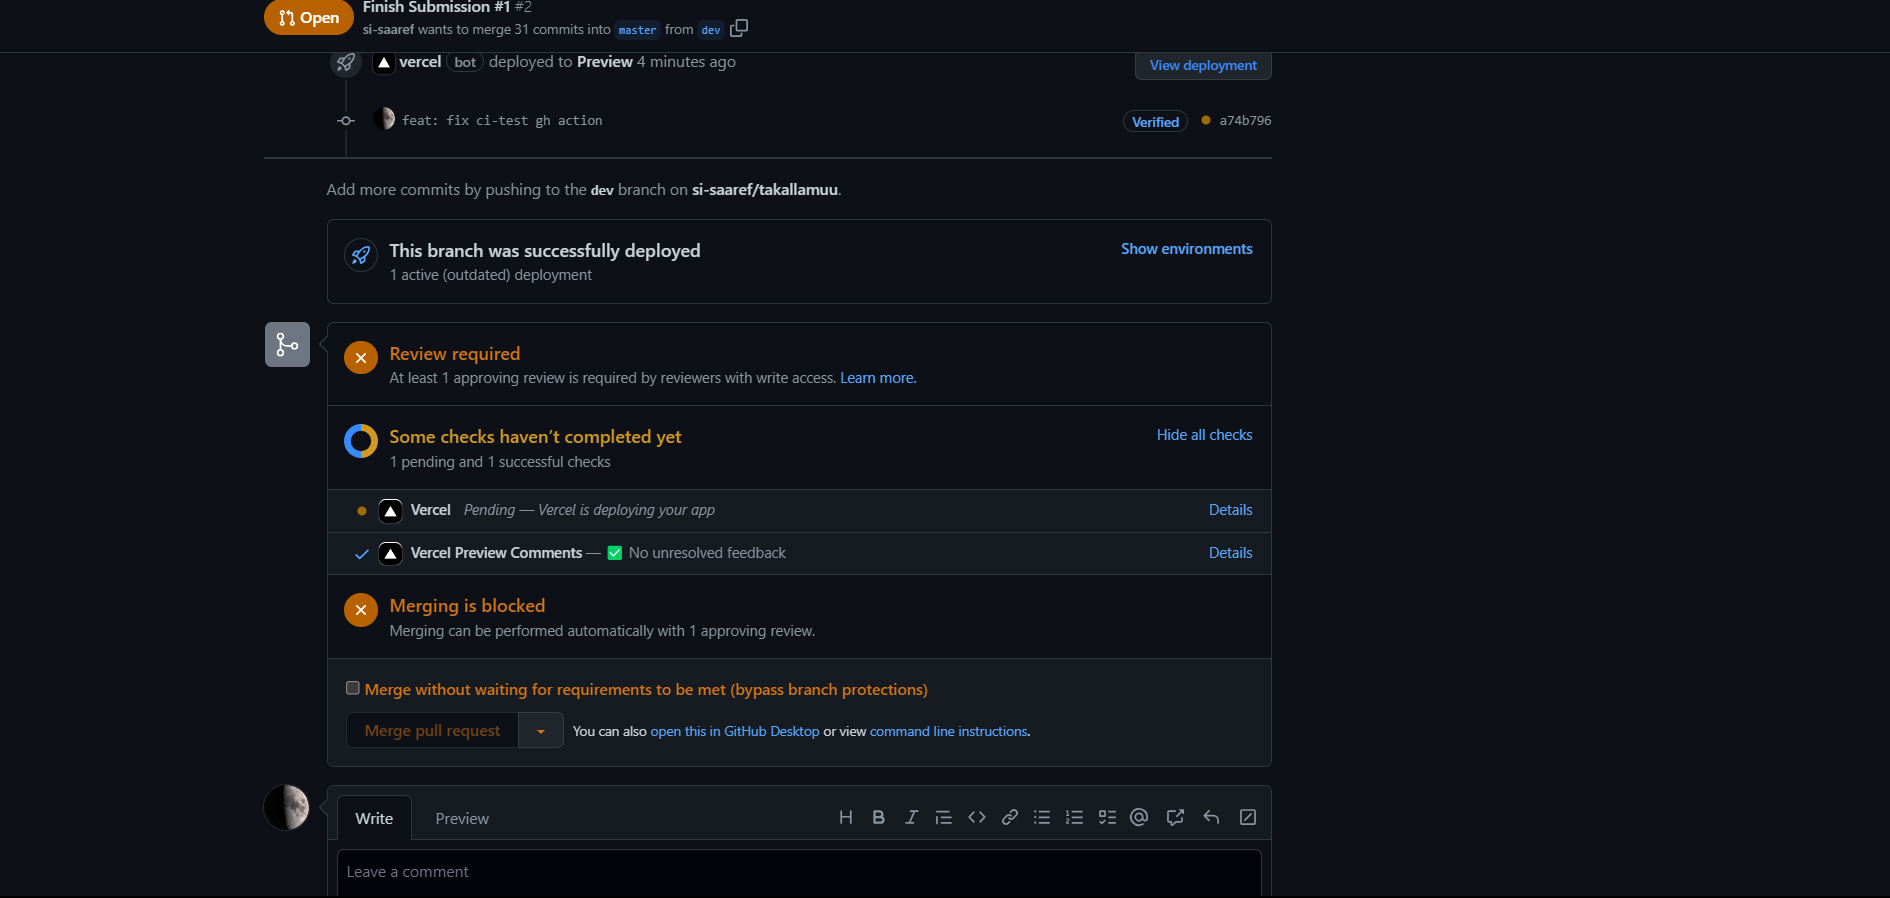 Open
Finish Submission #1 #2
si-saaref wants to merge 31 commits into master from dev
vercel bot deployed to Preview 4 minutes ago
View deployment
feat: fix ci-test gh action
Verified a74b796
Add more commits by pushing to the dev branch on si-saaref/takallamuu.
This branch was successfully deployed
Show environments
1 active (outdated) deployment
Review required
At least 1 approving review is required by reviewers with write access. Learn more.
Some checks haven’t completed yet
Hide all checks
1 pending and 1 successful checks
Vercel Pending — Vercel is deploying your app
Details
Vercel Preview Comments — ✅ No unresolved feedback
Details
Merging is blocked
Merging can be performed automatically with 1 approving review.
Merge without waiting for requirements to be met (bypass branch protections)
Merge pull request
You can also open this in GitHub Desktop or view command line instructions.
Write
Preview
Leave a comment